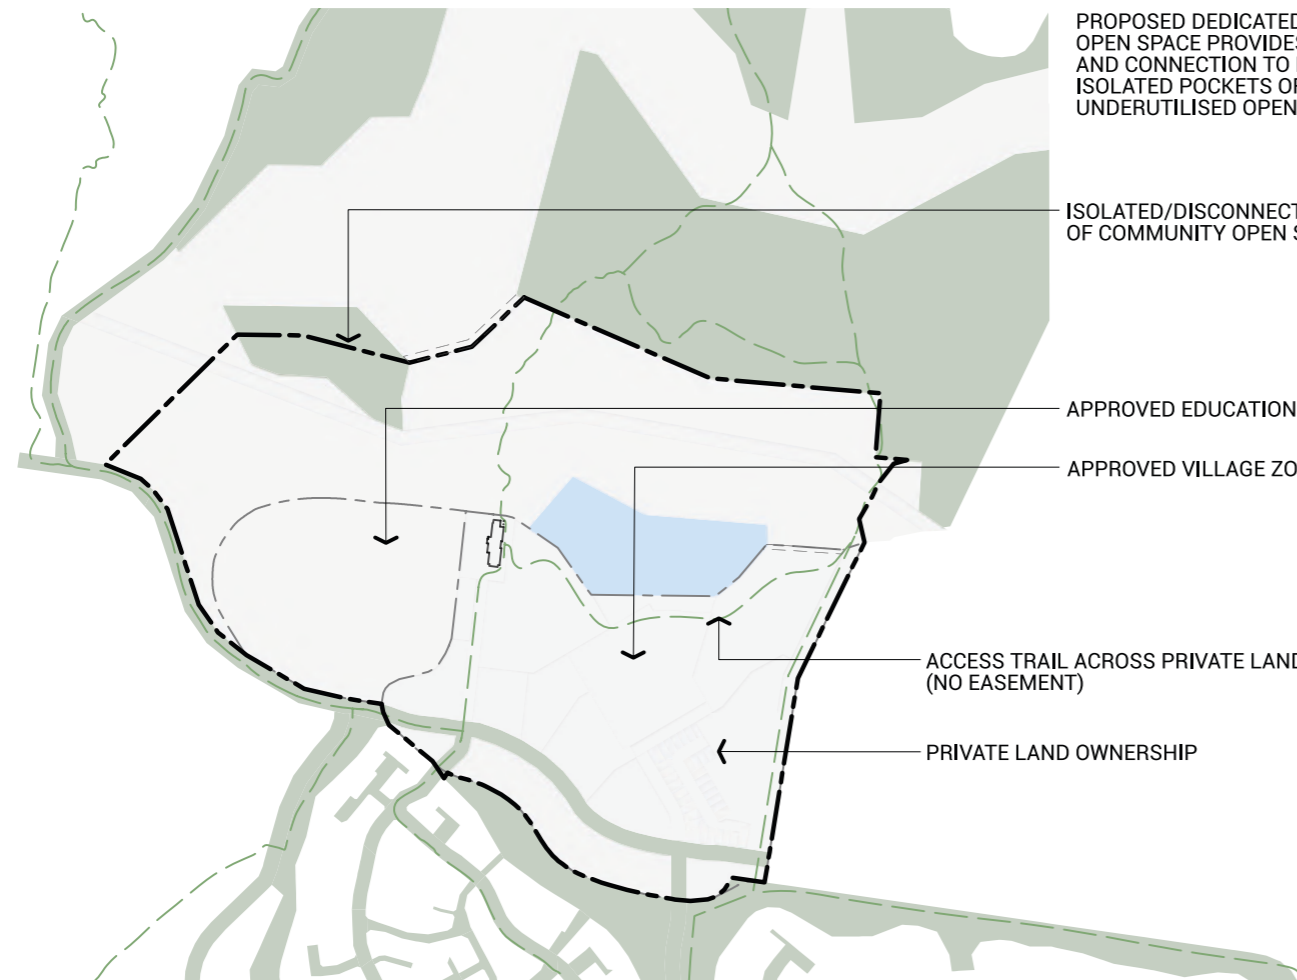 PROPOSED DEDICATED
OPEN SPACE PROVIDES
AND CONNECTION TO
ISOLATED POCKETS OF
UNDERUTILISED OPEN
ISOLATED/DISCONNECT
OF COMMUNITY OPEN S
APPROVED EDUCATION
APPROVED VILLAGE ZO
ACCESS TRAIL ACROSS PRIVATE LAND
(NO EASEMENT)
PRIVATE LAND OWNERSHIP